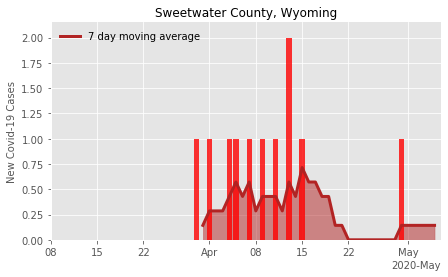 Sweetwater County, Wyoming
7 day moving average
New Covid-19 Cases
2.00
1.75
1.50
1.25
1.00
0.75
0.50
0.25
0.00
08 15 22 Apr 08 15 22 May
2020-May